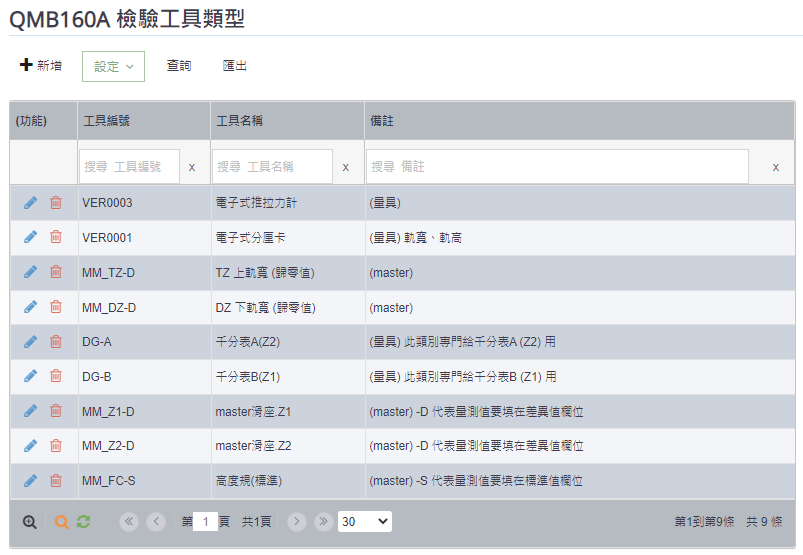 QMB160A 檢驗工具類型
新增 設定 查詢 匯出
(功能) 工具編號 工具名稱 備註
搜尋 工具編號 x 搜尋 工具名稱 x 搜尋 備註 x
VER0003 電子式推拉力計 (量具)
VER0001 電子式分厘卡 (量具) 軌寬、軌高
MM_TZ-D TZ 上軌寬 (歸零值) (master)
MM_DZ-D DZ 下軌寬 (歸零值) (master)
DG-A 千分表A(Z2) (量具) 此類別專門給千分表A (Z2) 用
DG-B 千分表B(Z1) (量具) 此類別專門給千分表B (Z1) 用
MM_Z1-D master滑座.Z1 (master) -D 代表量測值要填在差異值欄位
MM_Z2-D master滑座.Z2 (master) -D 代表量測值要填在差異值欄位
MM_FC-S 高度規(標準) (master) -S 代表量測值要填在標準值欄位
第 1 頁 共1頁 30 第1到第9條 共 9 條